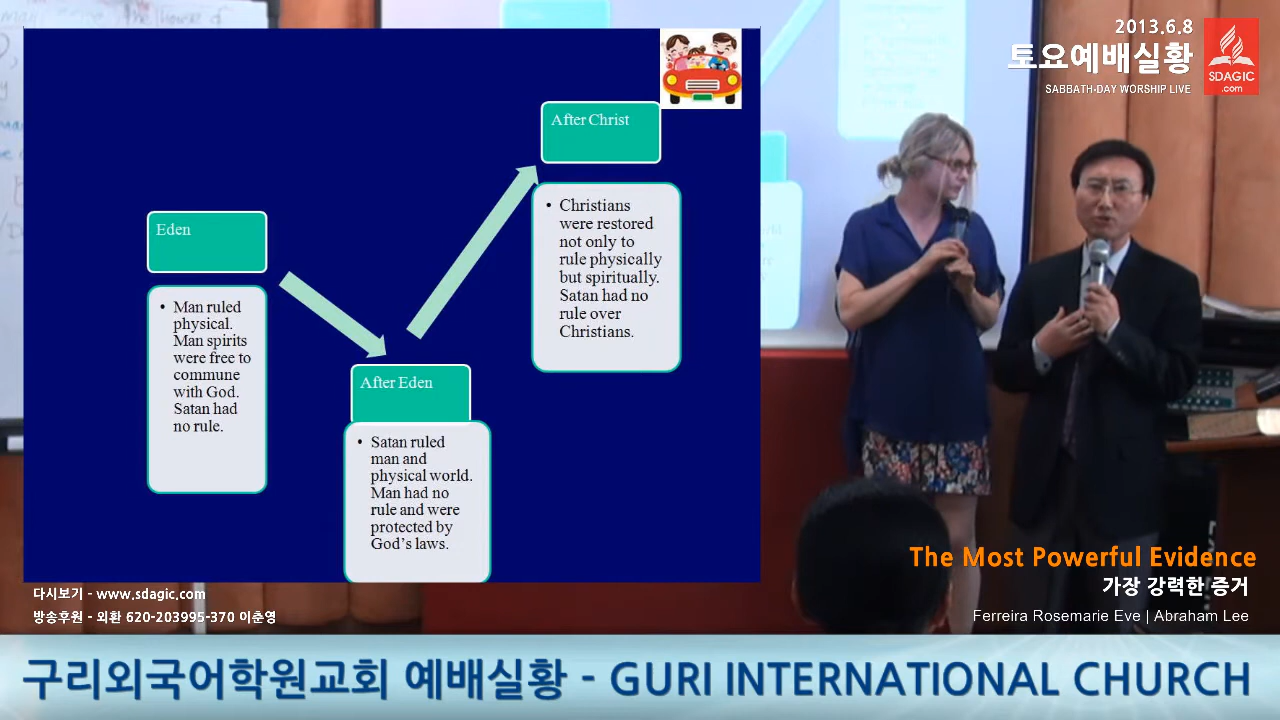 2013.6.8
토요예배실황
SABBATH-DAY WORSHIP LIVE
SDAGIC
.com
After Christ
• Christians
were restored
not only to
rule physically
but spiritually.
Satan had no
rule over
Christians.
Eden
• Man ruled
physical.
Man spirits
were free to
commune
with God.
Satan had
no rule.
After Eden
• Satan ruled
man and
physical world.
Man had no
rule and were
protected by
God's laws.
The Most Powerful Evidence
가장 강력한 증거
Ferreira Rosemarie Eve | Abraham Lee
다시보기 - www.sdagic.com
방송후원 - 외환 620-203995-370 이춘영
구리외국어학원교회 예배실황 - GURI INTERNATIONAL CHURCH